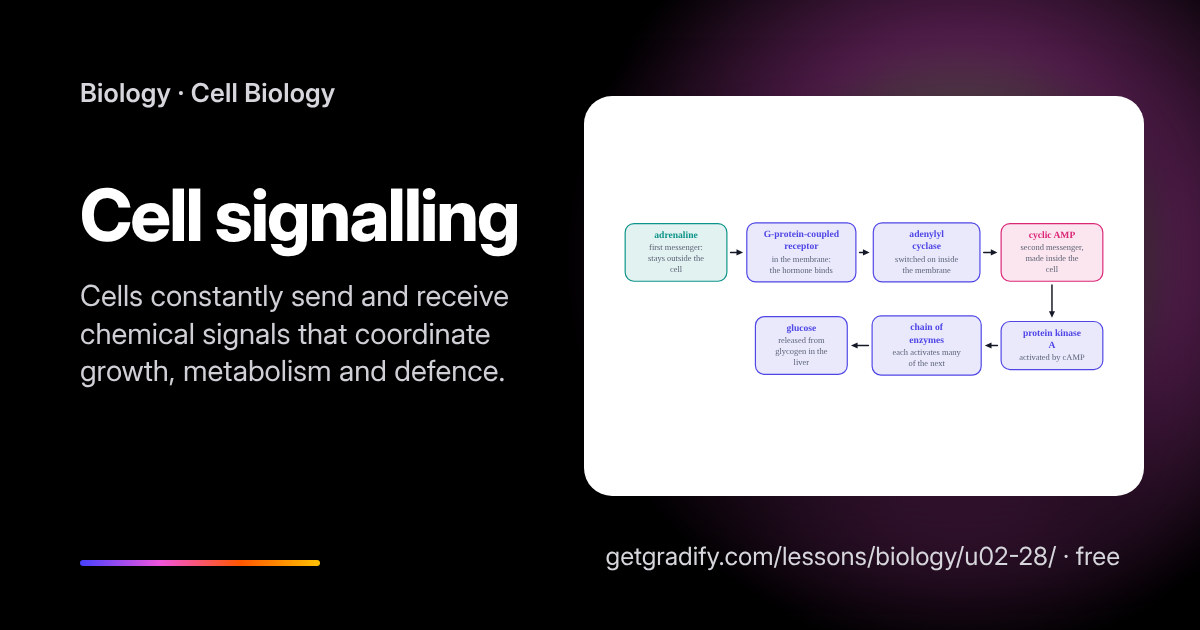 Biology · Cell Biology
Cell signalling
Cells constantly send and receive
chemical signals that coordinate
growth, metabolism and defence.
adrenaline
first messenger:
stays outside the
cell
G-protein-coupled
receptor
in the membrane:
the hormone binds
adenylyl
cyclase
switched on inside
the membrane
cyclic AMP
second messenger,
made inside the
cell
protein kinase
A
activated by cAMP
chain of
enzymes
each activates many
of the next
glucose
released from
glycogen in the
liver
getgradify.com/lessons/biology/u02-28/ · free